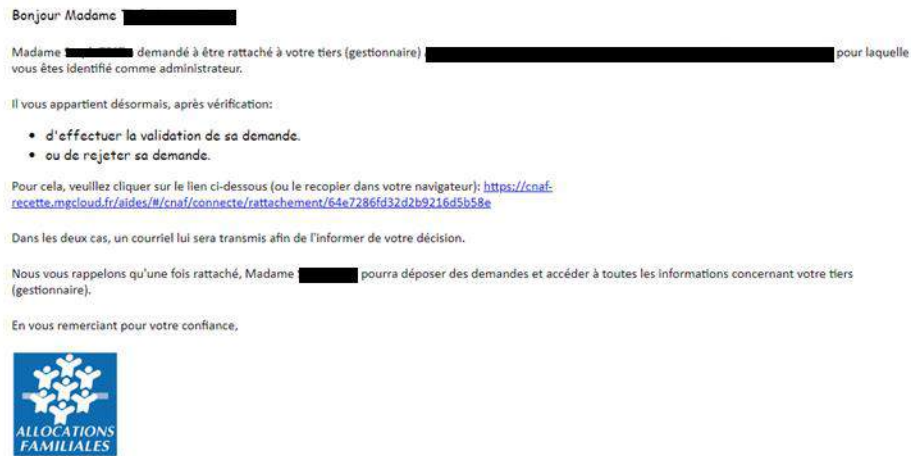 Bonjour Madame
Madame demandé à être rattaché à votre tiers (gestionnaire) pour laquelle
vous êtes identifié comme administrateur.
Il vous appartient désormais, après vérification:
• d'effectuer la validation de sa demande.
• ou de rejeter sa demande.
Pour cela, veuillez cliquer sur le lien ci-dessous (ou le recopier dans votre navigateur): https://cnaf-
recette.mgcloud.fr/aides/#/cnaf/connecte/rattachement/64e7286fd32d2b9216d5b58e
Dans les deux cas, un courriel lui sera transmis afin de l'informer de votre décision.
Nous vous rappelons qu'une fois rattaché, Madame pourra déposer des demandes et accéder à toutes les informations concernant votre tiers
(gestionnaire).
En vous remerciant pour votre confiance,
ALLOCATIONS
FAMILIALES